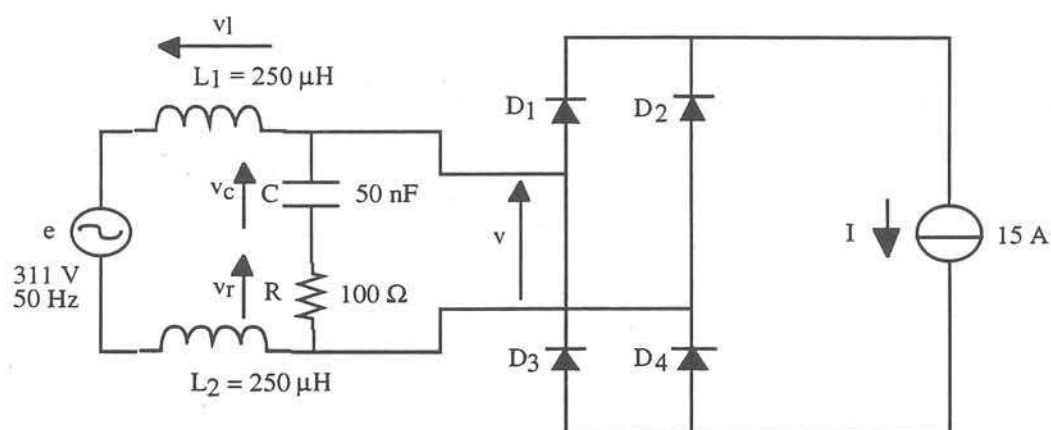 vl
L1 = 250 µH
D1
D2
vc
C
50 nF
e
v
I
15 A
311 V
50 Hz
vr
R
100 Ω
D3
D4
L2 = 250 µH